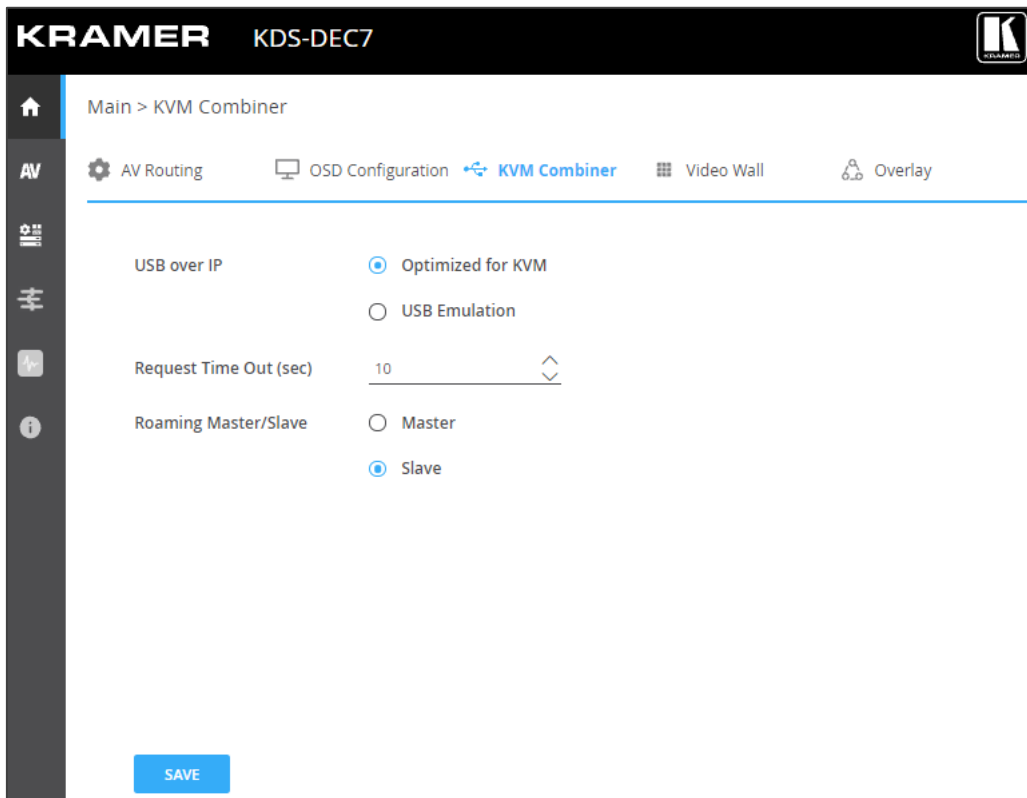 KRAMER KDS-DEC7
KRAMER
Main > KVM Combiner
AV
AV Routing OSD Configuration KVM Combiner Video Wall Overlay
USB over IP Optimized for KVM
USB Emulation
Request Time Out (sec) 10
Roaming Master/Slave Master
Slave
SAVE